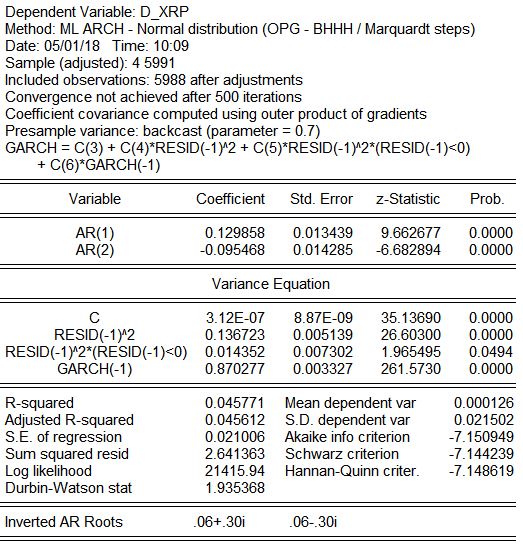 Dependent Variable: D_XRP
Method: ML ARCH - Normal distribution (OPG - BHHH / Marquardt steps)
Date: 05/01/18 Time: 10:09
Sample (adjusted): 4 5991
Included observations: 5988 after adjustments
Convergence not achieved after 500 iterations
Coefficient covariance computed using outer product of gradients
Presample variance: backcast (parameter = 0.7)
GARCH = C(3) + C(4)*RESID(-1)^2 + C(5)*RESID(-1)^2*(RESID(-1)<0)
+ C(6)*GARCH(-1)
Variable Coefficient Std. Error z-Statistic Prob.
AR(1) 0.129858 0.013439 9.662677 0.0000
AR(2) -0.095468 0.014285 -6.682894 0.0000
Variance Equation
C 3.12E-07 8.87E-09 35.13690 0.0000
RESID(-1)^2 0.136723 0.005139 26.60300 0.0000
RESID(-1)^2*(RESID(-1)<0) 0.014352 0.007302 1.965495 0.0494
GARCH(-1) 0.870277 0.003327 261.5730 0.0000
R-squared 0.045771 Mean dependent var 0.000126
Adjusted R-squared 0.045612 S.D. dependent var 0.021502
S.E. of regression 0.021006 Akaike info criterion -7.150949
Sum squared resid 2.641363 Schwarz criterion -7.144239
Log likelihood 21415.94 Hannan-Quinn criter. -7.148619
Durbin-Watson stat 1.935368
Inverted AR Roots .06+.30i .06-.30i